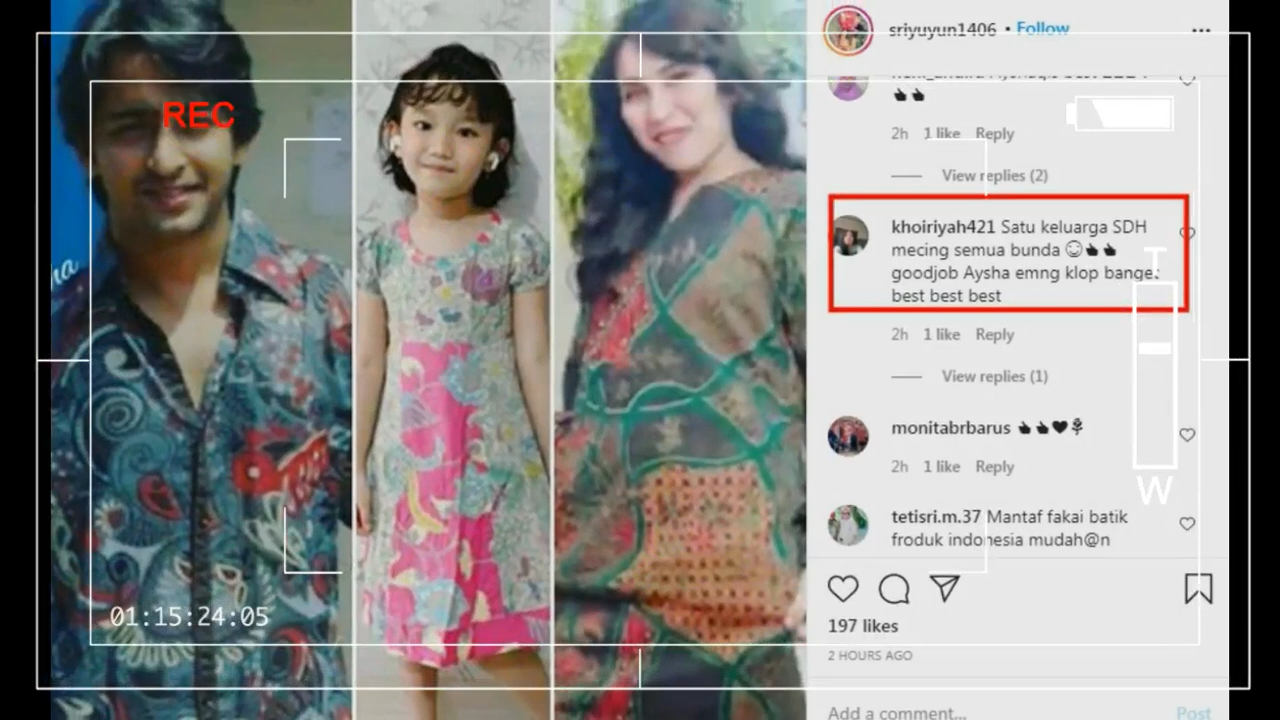 REC
na
01:15:24:05
sriyuyun1406 • Follow
2h 1 like Reply
View replies (2)
khoiriyah421 Satu keluarga SDH
mecing semua bunda 😏👍👍
goodjob Aysha emng klop banget
best best best
2h 1 like Reply
View replies (1)
monitabrbarus 👍👍❤🌹
2h 1 like Reply
tetisri.m.37 Mantaf fakai batik
froduk indonesia mudah@n
197 likes
2 HOURS AGO
Add a comment... Post
T
W